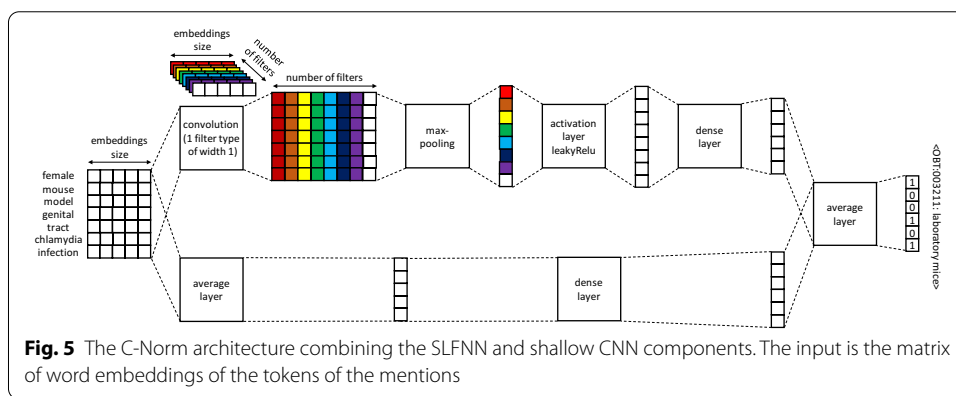 embeddings
size
number
of filters
number of filters
convolution
(1 filter type
of width 1)
max-
pooling
activation
layer
leakyRelu
dense
layer
embeddings
size
female
mouse
model
genital
tract
chlamydia
infection
average
layer
1
0
0
1
0
1
<OBT:003211: laboratory mice>
average
layer
dense
layer
Fig. 5 The C-Norm architecture combining the SLFNN and shallow CNN components. The input is the matrix
of word embeddings of the tokens of the mentions